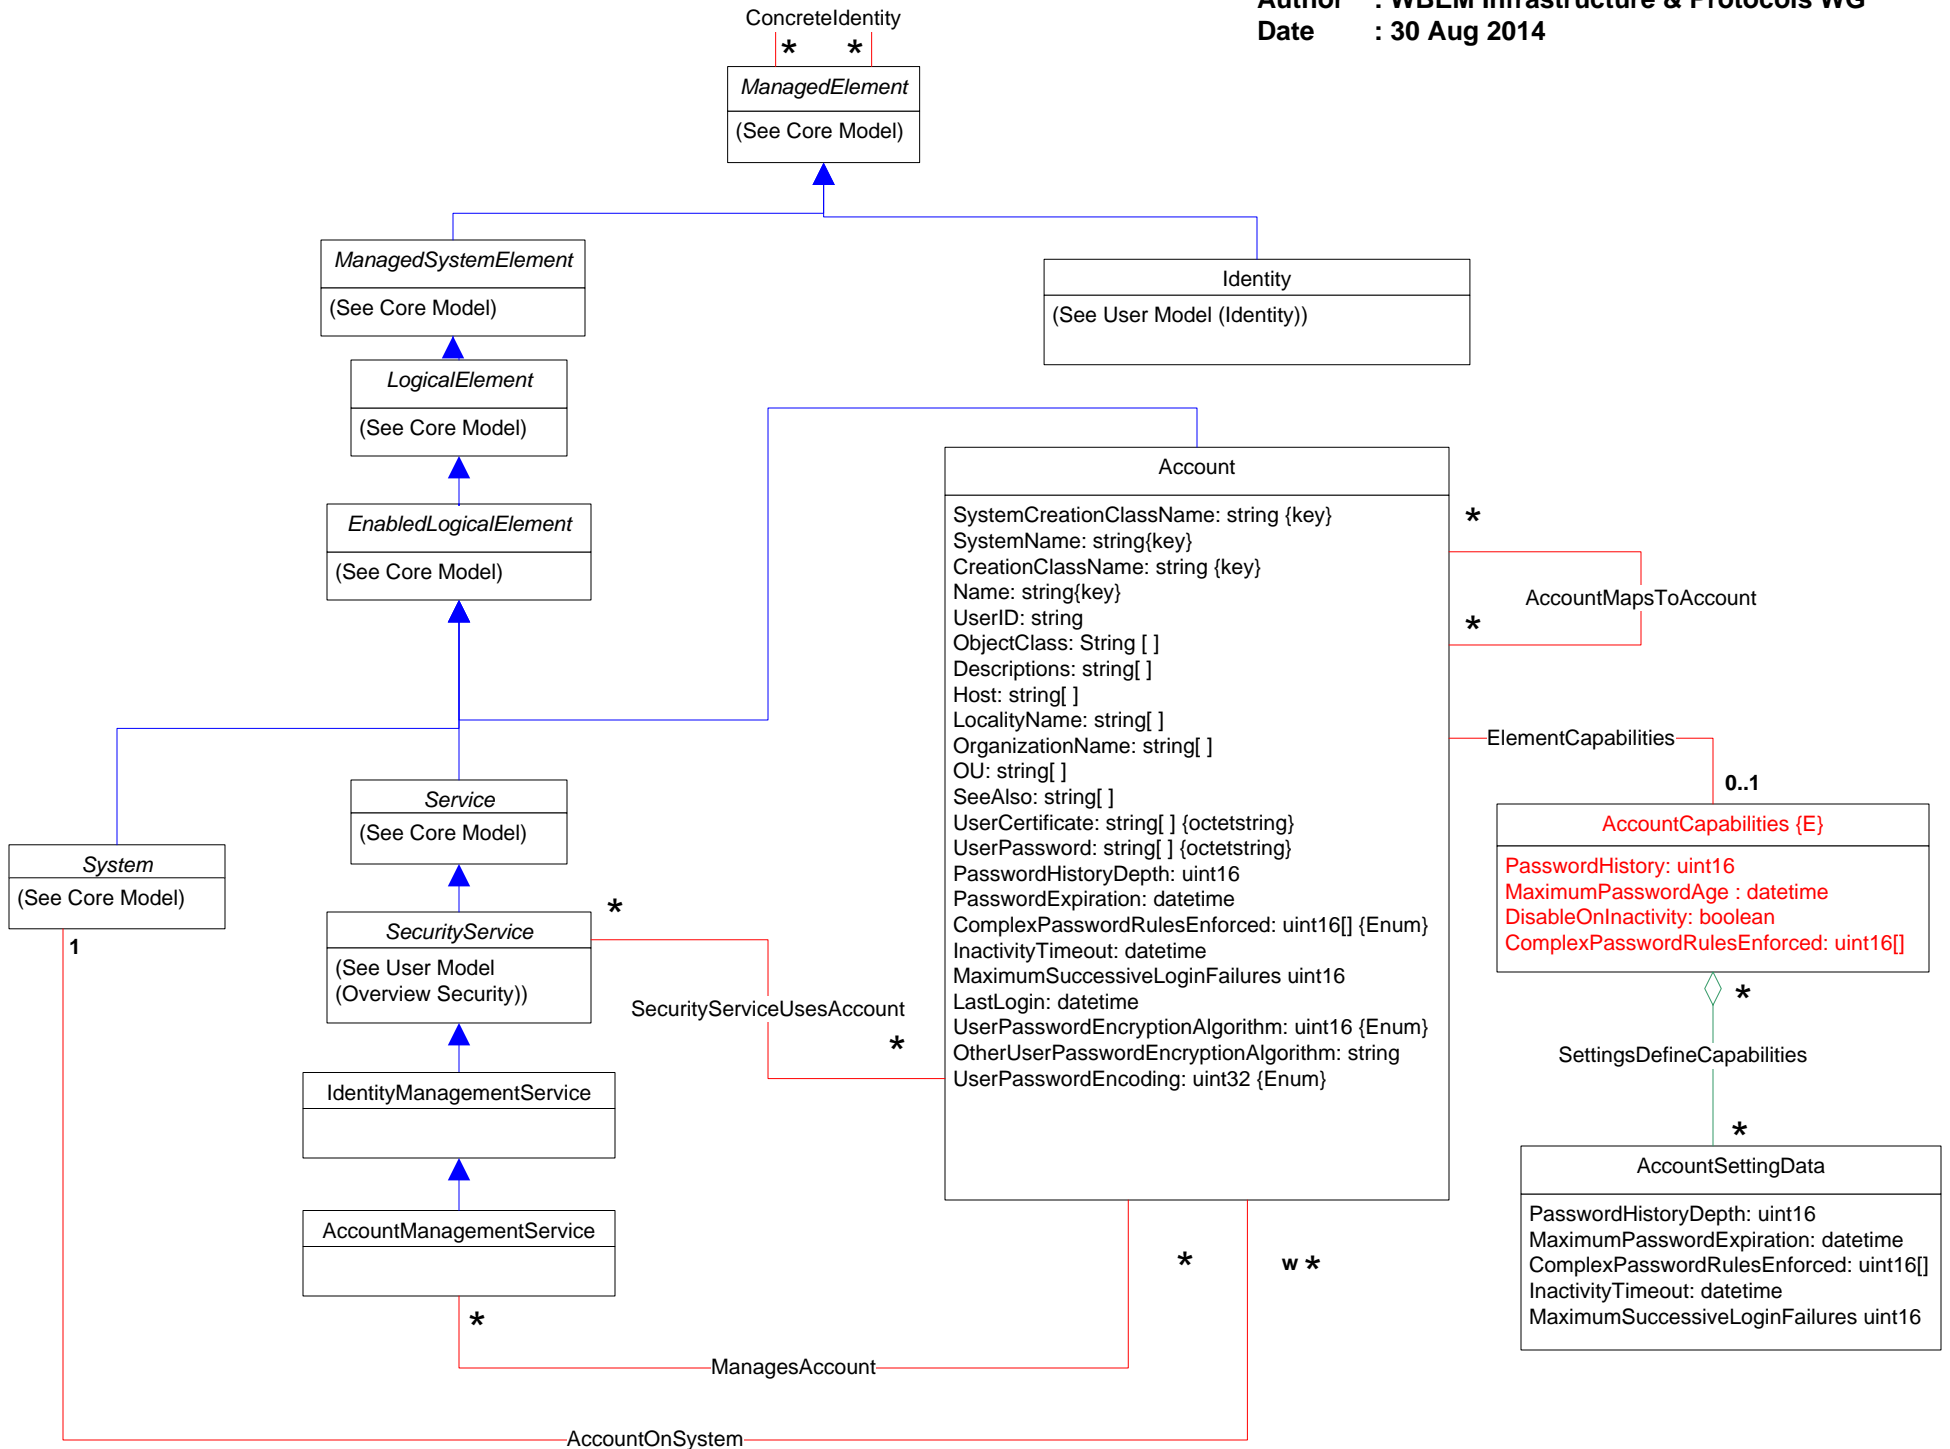 Author : WBEM Infrastructure & Protocols WG
Date : 30 Aug 2014
ConcreteIdentity
* *
ManagedElement
(See Core Model)
ManagedSystemElement
(See Core Model)
Identity
(See User Model (Identity))
LogicalElement
(See Core Model)
EnabledLogicalElement
(See Core Model)
Account
SystemCreationClassName: string {key}
SystemName: string{key}
CreationClassName: string {key}
Name: string{key}
UserID: string
ObjectClass: String [ ]
Descriptions: string[ ]
Host: string[ ]
LocalityName: string[ ]
OrganizationName: string[ ]
OU: string[ ]
SeeAlso: string[ ]
UserCertificate: string[ ] {octetstring}
UserPassword: string[ ] {octetstring}
PasswordHistoryDepth: uint16
PasswordExpiration: datetime
ComplexPasswordRulesEnforced: uint16[] {Enum}
InactivityTimeout: datetime
MaximumSuccessiveLoginFailures uint16
LastLogin: datetime
UserPasswordEncryptionAlgorithm: uint16 {Enum}
OtherUserPasswordEncryptionAlgorithm: string
UserPasswordEncoding: uint32 {Enum}
*
AccountMapsToAccount
*
ElementCapabilities
0..1
AccountCapabilities {E}
PasswordHistory: uint16
MaximumPasswordAge : datetime
DisableOnInactivity: boolean
ComplexPasswordRulesEnforced: uint16[]
*
SettingsDefineCapabilities
*
AccountSettingData
PasswordHistoryDepth: uint16
MaximumPasswordExpiration: datetime
ComplexPasswordRulesEnforced: uint16[]
InactivityTimeout: datetime
MaximumSuccessiveLoginFailures uint16
Service
(See Core Model)
System
(See Core Model)
1
SecurityService
(See User Model
(Overview Security))
*
SecurityServiceUsesAccount
*
IdentityManagementService
AccountManagementService
*
* w *
ManagesAccount
AccountOnSystem